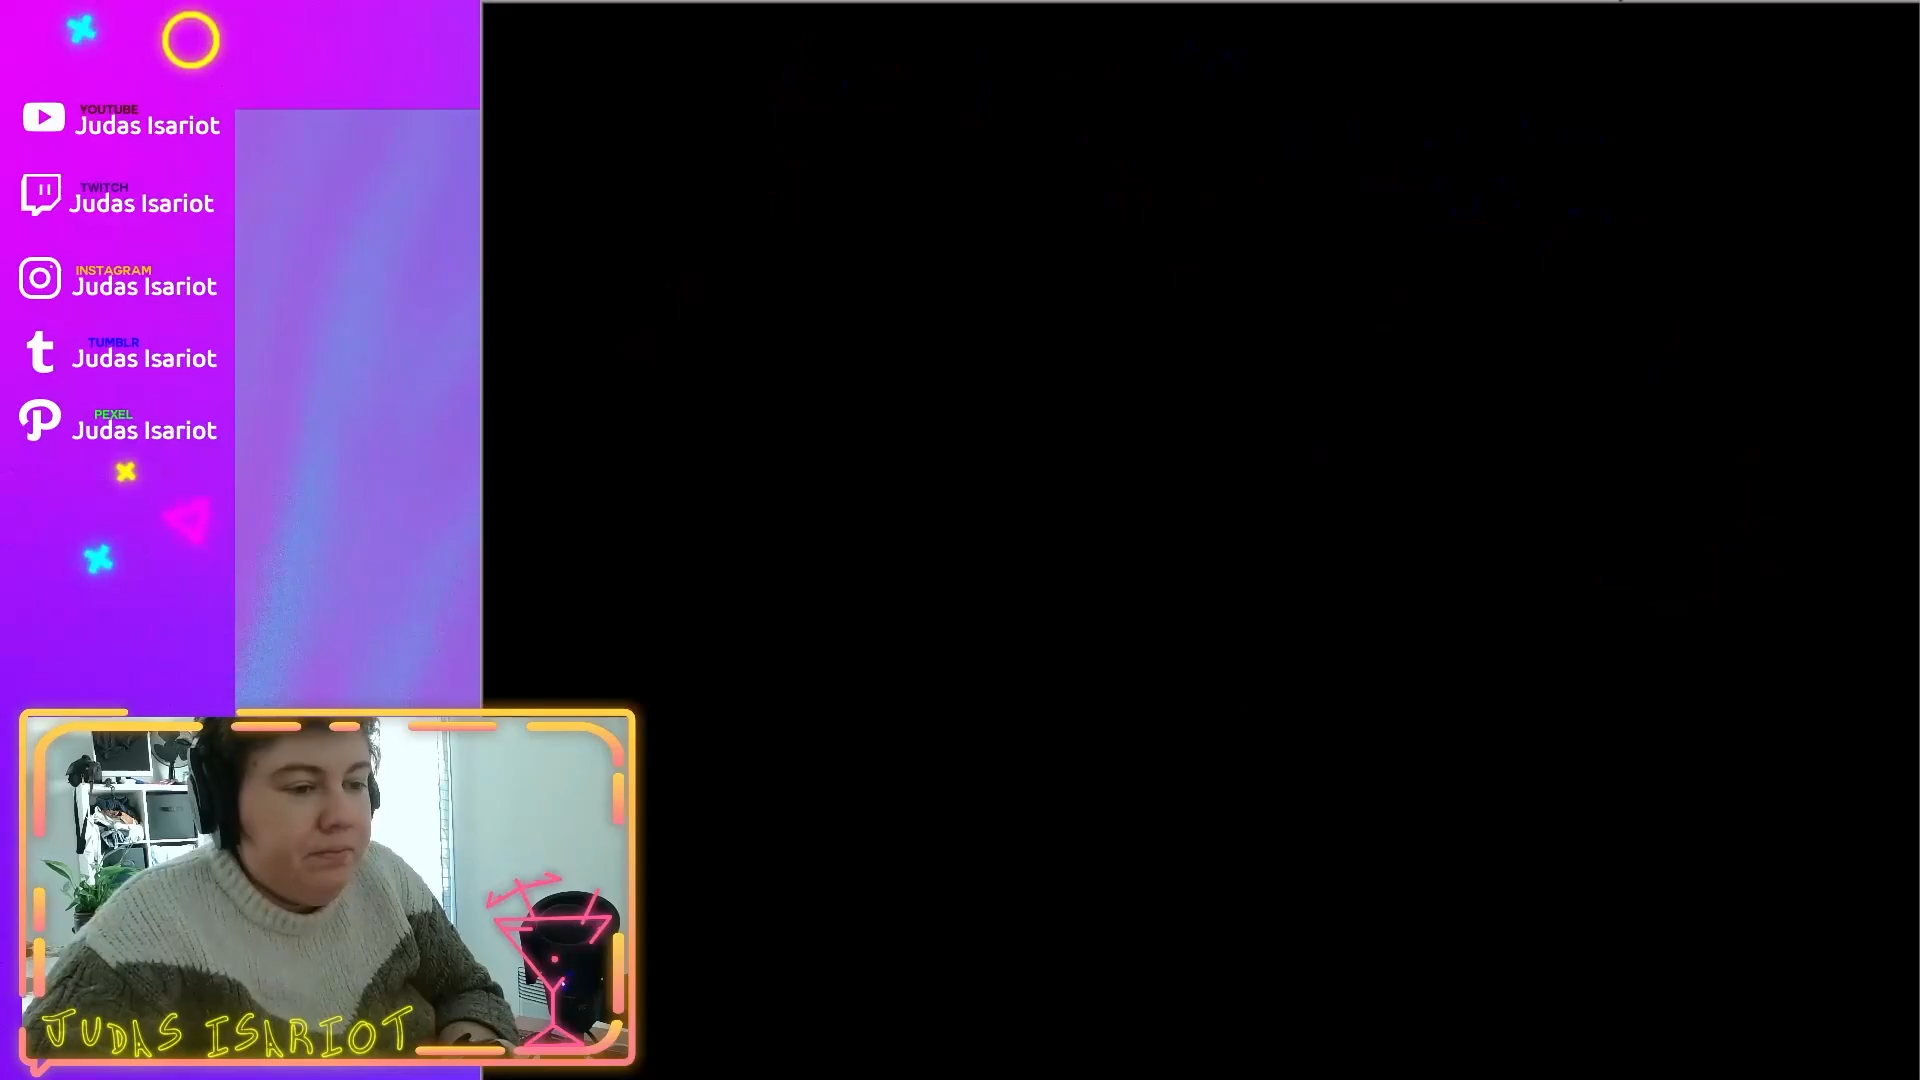 YOUTUBE
Judas Isariot
TWITCH
Judas Isariot
INSTAGRAM
Judas Isariot
TUMBLR
Judas Isariot
PEXEL
Judas Isariot
JUDAS ISARIOT